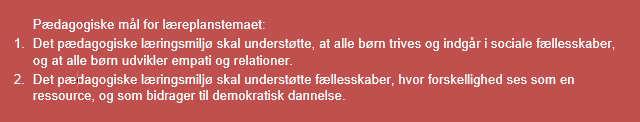 Pædagogiske mål for læreplanstemaet:
1. Det pædagogiske læringsmiljø skal understøtte, at alle børn trives og indgår i sociale fællesskaber,
og at alle børn udvikler empati og relationer.
2. Det pædagogiske læringsmiljø skal understøtte fællesskaber, hvor forskellighed ses som en
ressource, og som bidrager til demokratisk dannelse.